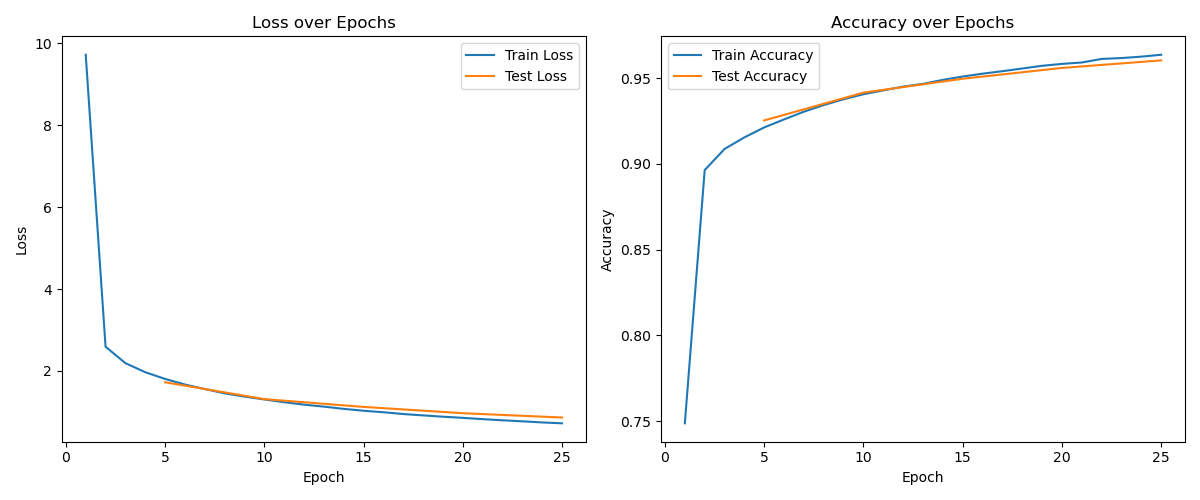 Loss over Epochs
10
8
6
4
2
Loss
Train Loss
Test Loss
0
5
10
15
20
25
Epoch
Accuracy over Epochs
0.95
0.90
0.85
0.80
0.75
Accuracy
Train Accuracy
Test Accuracy
0
5
10
15
20
25
Epoch